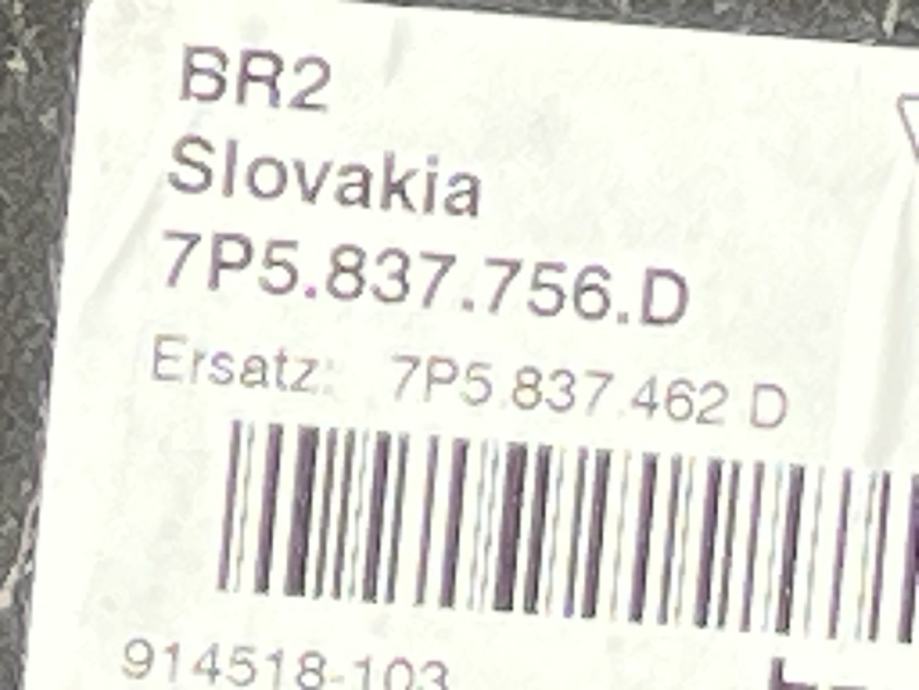 BR2
Slovakia
7P5.837.756.D
Ersatz: 7P5.837.462 D
914518-103